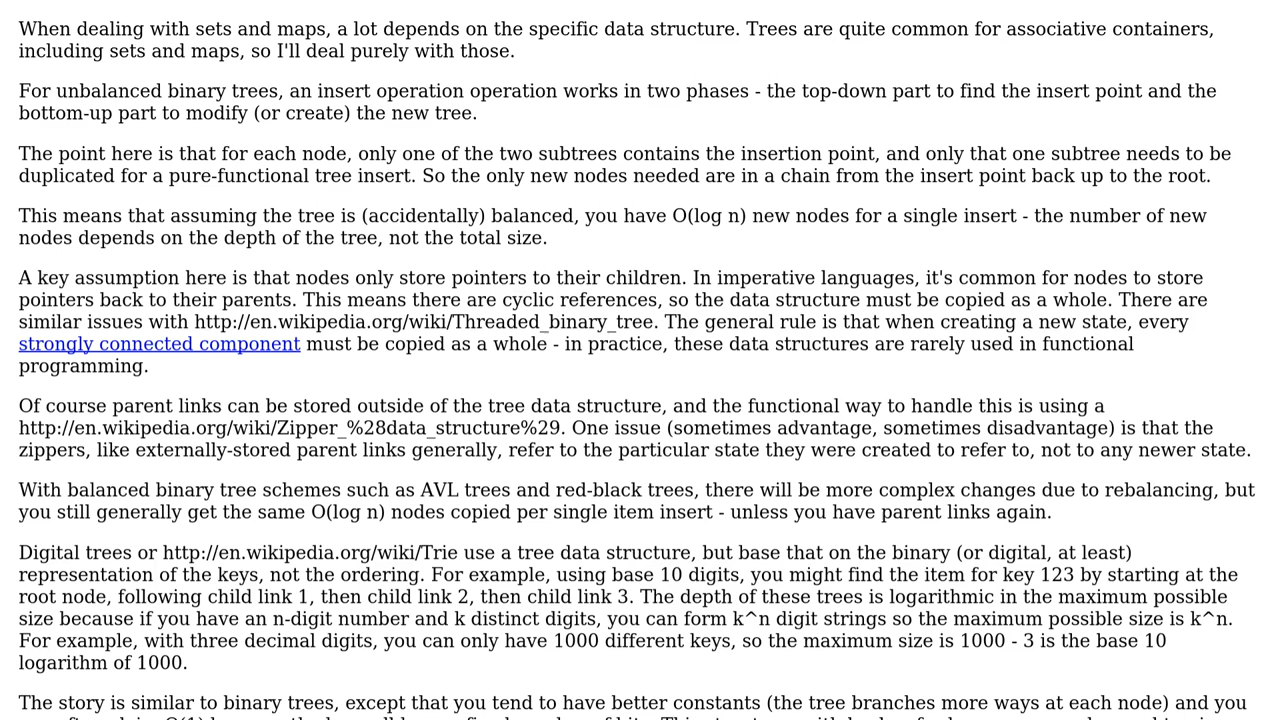 When dealing with sets and maps, a lot depends on the specific data structure. Trees are quite common for associative containers,
including sets and maps, so I'll deal purely with those.
For unbalanced binary trees, an insert operation operation works in two phases - the top-down part to find the insert point and the
bottom-up part to modify (or create) the new tree.
The point here is that for each node, only one of the two subtrees contains the insertion point, and only that one subtree needs to be
duplicated for a pure-functional tree insert. So the only new nodes needed are in a chain from the insert point back up to the root.
This means that assuming the tree is (accidentally) balanced, you have O(log n) new nodes for a single insert - the number of new
nodes depends on the depth of the tree, not the total size.
A key assumption here is that nodes only store pointers to their children. In imperative languages, it's common for nodes to store
pointers back to their parents. This means there are cyclic references, so the data structure must be copied as a whole. There are
similar issues with http://en.wikipedia.org/wiki/Threaded_binary_tree. The general rule is that when creating a new state, every
strongly connected component must be copied as a whole - in practice, these data structures are rarely used in functional
programming.
Of course parent links can be stored outside of the tree data structure, and the functional way to handle this is using a
http://en.wikipedia.org/wiki/Zipper_%28data_structure%29. One issue (sometimes advantage, sometimes disadvantage) is that the
zippers, like externally-stored parent links generally, refer to the particular state they were created to refer to, not to any newer state.
With balanced binary tree schemes such as AVL trees and red-black trees, there will be more complex changes due to rebalancing, but
you still generally get the same O(log n) nodes copied per single item insert - unless you have parent links again.
Digital trees or http://en.wikipedia.org/wiki/Trie use a tree data structure, but base that on the binary (or digital, at least)
representation of the keys, not the ordering. For example, using base 10 digits, you might find the item for key 123 by starting at the
root node, following child link 1, then child link 2, then child link 3. The depth of these trees is logarithmic in the maximum possible
size because if you have an n-digit number and k distinct digits, you can form k^n digit strings so the maximum possible size is k^n.
For example, with three decimal digits, you can only have 1000 different keys, so the maximum size is 1000 - 3 is the base 10
logarithm of 1000.
The story is similar to binary trees, except that you tend to have better constants (the tree branches more ways at each node) and you